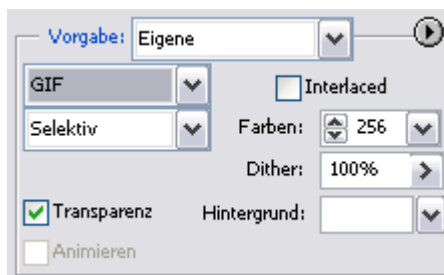 Vorgabe: Eigene
GIF Interlaced
Selektiv Farben: 256
Dither: 100%
Transparenz Hintergrund:
Animieren